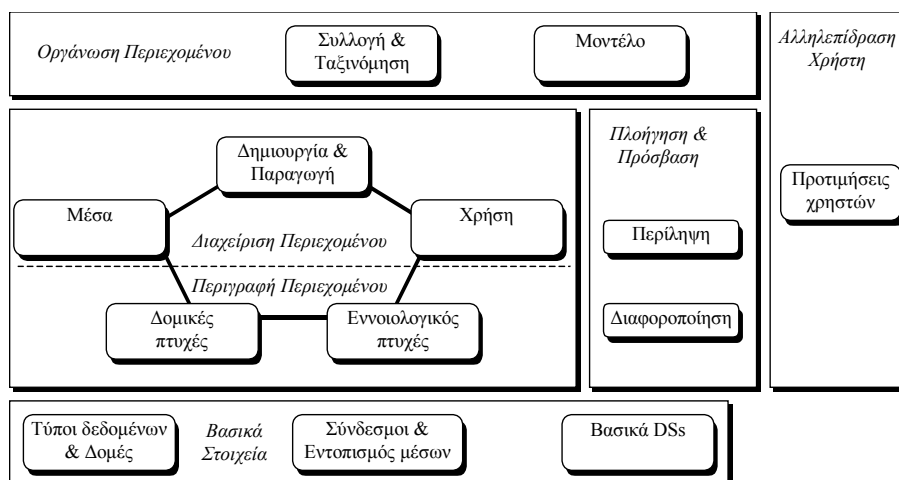 Οργάνωση Περιεχομένου
Συλλογή &
Ταξινόμηση
Μοντέλο
Αλληλεπίδραση
Χρήστη
Προτιμήσεις
χρηστών
Δημιουργία &
Παραγωγή
Μέσα
Χρήση
Διαχείριση Περιεχομένου
Περιγραφή Περιεχομένου
Δομικές
πτυχές
Εννοιολογικός
πτυχές
Πλοήγηση &
Πρόσβαση
Περίληψη
Διαφοροποίηση
Τύποι δεδομένων
& Δομές
Βασικά
Στοιχεία
Σύνδεσμοι &
Εντοπισμός μέσων
Βασικά DSs